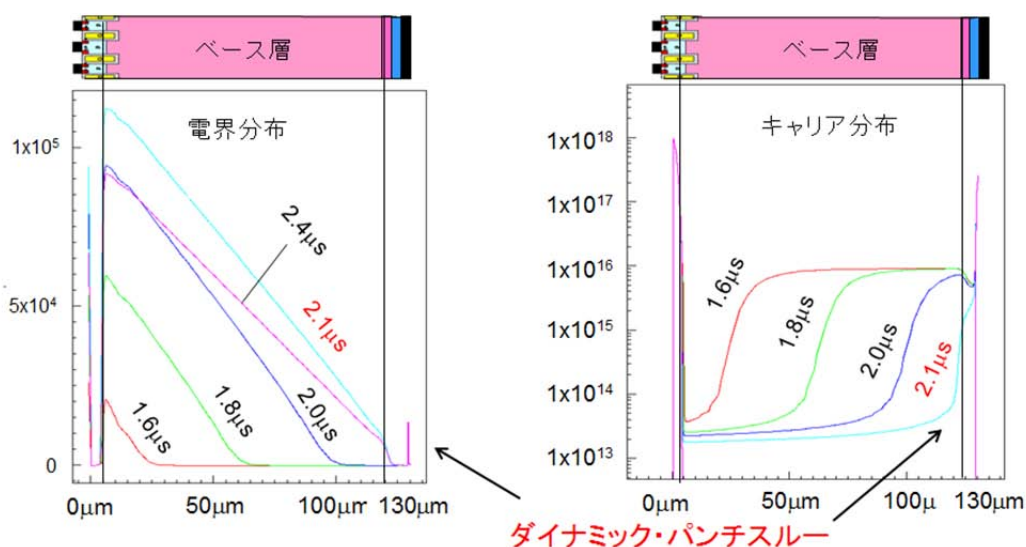 ベース層
ベース層
電界分布
1x10⁵
5x10⁴
0
2.4μs
2.1μs
2.0μs
1.8μs
1.6μs
0μm
50μm
100μm
130μm
キャリア分布
1x10¹⁸
1x10¹⁷
1x10¹⁶
1x10¹⁵
1x10¹⁴
1x10¹³
1.6μs
1.8μs
2.0μs
2.1μs
0μm
50μm
100μ
130μm
ダイナミック・パンチスルー